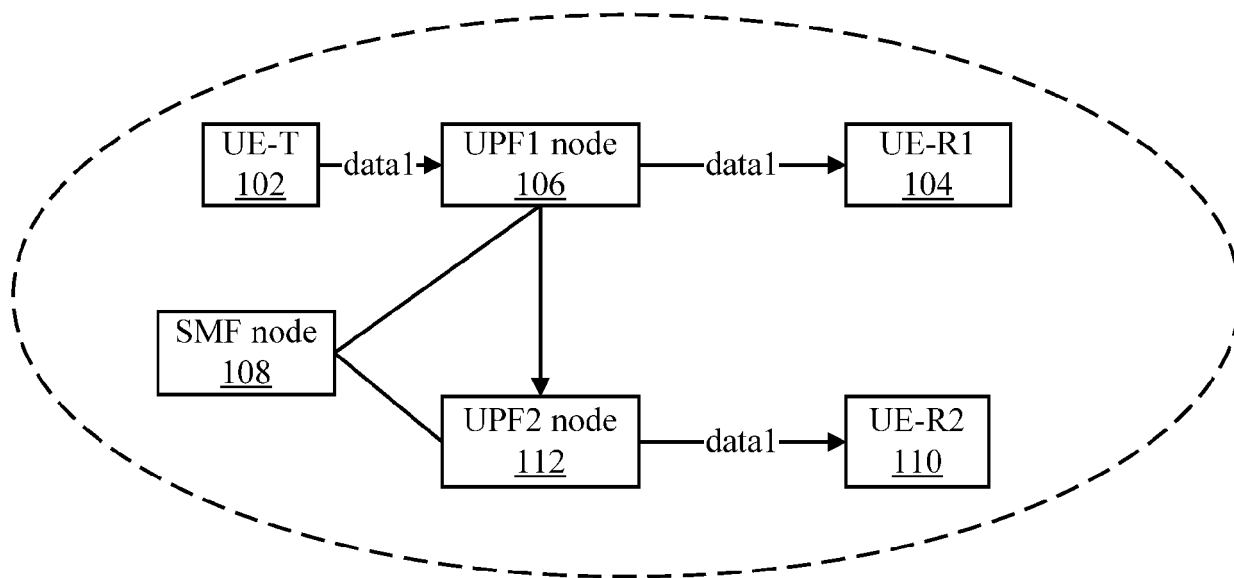 UE-T
102
data1
UPF1 node
106
data1
UE-R1
104
SMF node
108
UPF2 node
112
data1
UE-R2
110